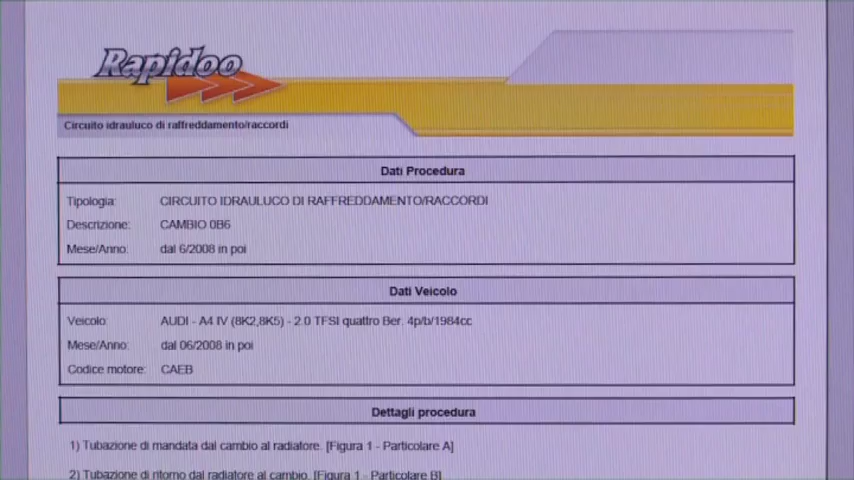 Rapidoo
Circuito idrauluco di raffreddamento/raccordi
Dati Procedura
Tipologia: CIRCUITO IDRAULUCO DI RAFFREDDAMENTO/RACCORDI
Descrizione: CAMBIO 0B6
Mese/Anno: dal 6/2008 in poi
Dati Veicolo
Veicolo: AUDI - A4 IV (8K2,8K5) - 2.0 TFSI quattro Ber. 4p/b/1984cc
Mese/Anno: dal 06/2008 in poi
Codice motore: CAEB
Dettagli procedura
1) Tubazione di mandata dal cambio al radiatore. [Figura 1 - Particolare A]
2) Tubazione di ritorno dal radiatore al cambio. [Figura 1 - Particolare B]